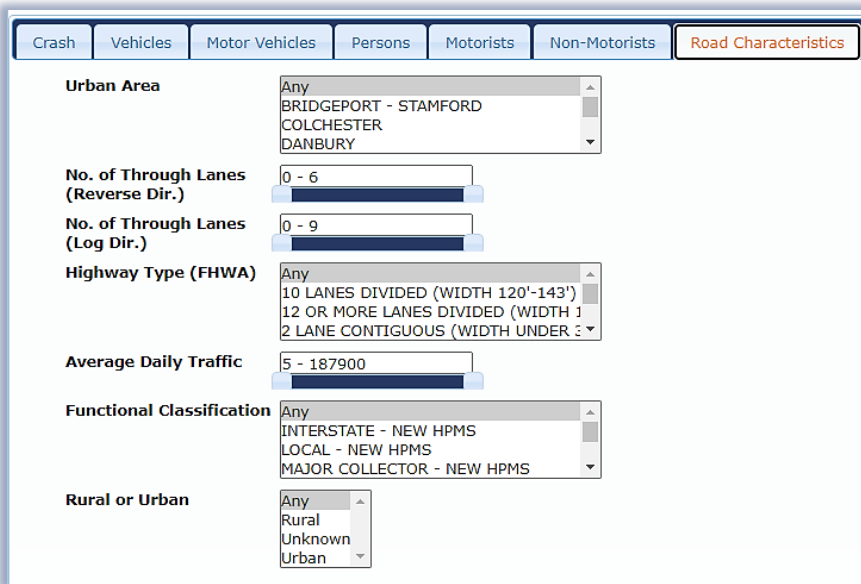 Crash Vehicles Motor Vehicles Persons Motorists Non-Motorists Road Characteristics
Urban Area
Any
BRIDGEPORT - STAMFORD
COLCHESTER
DANBURY
No. of Through Lanes
(Reverse Dir.)
0 - 6
No. of Through Lanes
(Log Dir.)
0 - 9
Highway Type (FHWA)
Any
10 LANES DIVIDED (WIDTH 120'-143')
12 OR MORE LANES DIVIDED (WIDTH 1
2 LANE CONTIGUOUS (WIDTH UNDER 3
Average Daily Traffic
5 - 187900
Functional Classification
Any
INTERSTATE - NEW HPMS
LOCAL - NEW HPMS
MAJOR COLLECTOR - NEW HPMS
Rural or Urban
Any
Rural
Unknown
Urban